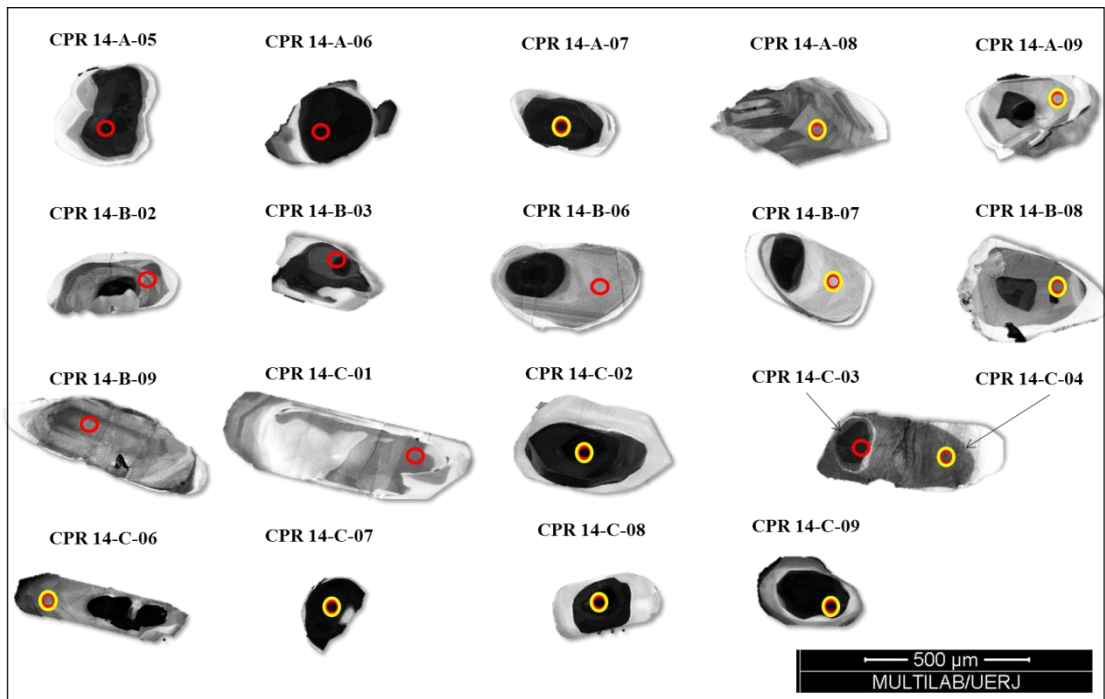 CPR 14-A-05
CPR 14-A-06
CPR 14-A-07
CPR 14-A-08
CPR 14-A-09
CPR 14-B-02
CPR 14-B-03
CPR 14-B-06
CPR 14-B-07
CPR 14-B-08
CPR 14-B-09
CPR 14-C-01
CPR 14-C-02
CPR 14-C-03
CPR 14-C-04
CPR 14-C-06
CPR 14-C-07
CPR 14-C-08
CPR 14-C-09
500 µm
MULTILAB/UERJ